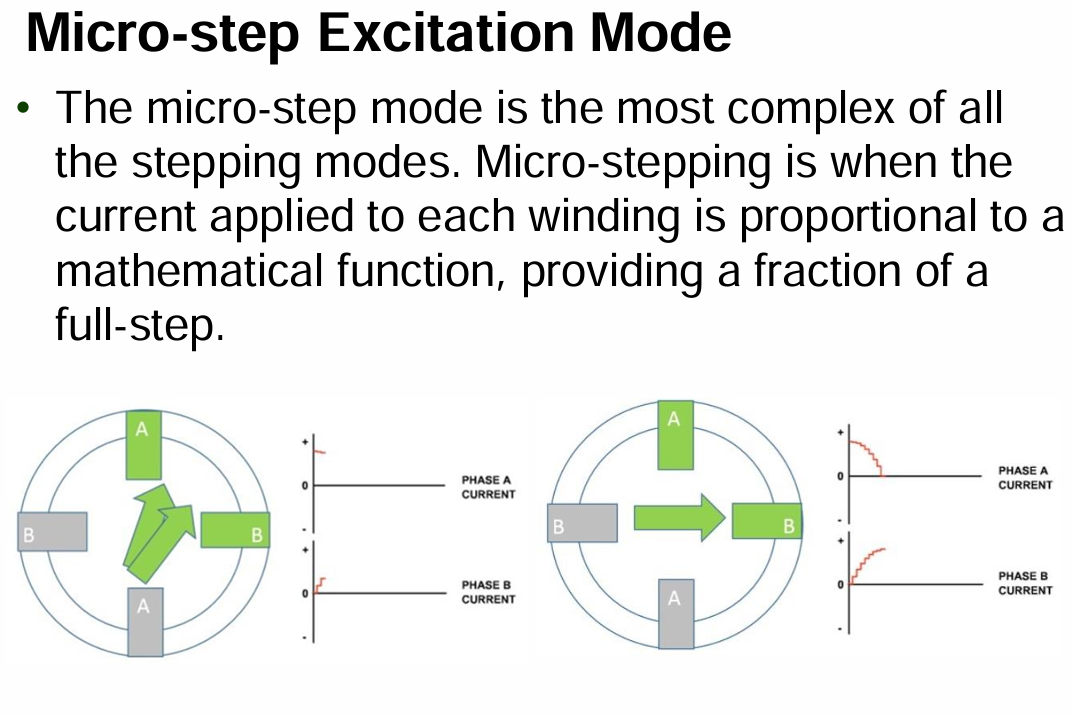 Micro-step Excitation Mode
• The micro-step mode is the most complex of all
the stepping modes. Micro-stepping is when the
current applied to each winding is proportional to a
mathematical function, providing a fraction of a
full-step.
A
B
B
A
+
0
-
PHASE A
CURRENT
+
0
-
PHASE B
CURRENT
A
B
B
A
+
0
-
PHASE A
CURRENT
+
0
-
PHASE B
CURRENT